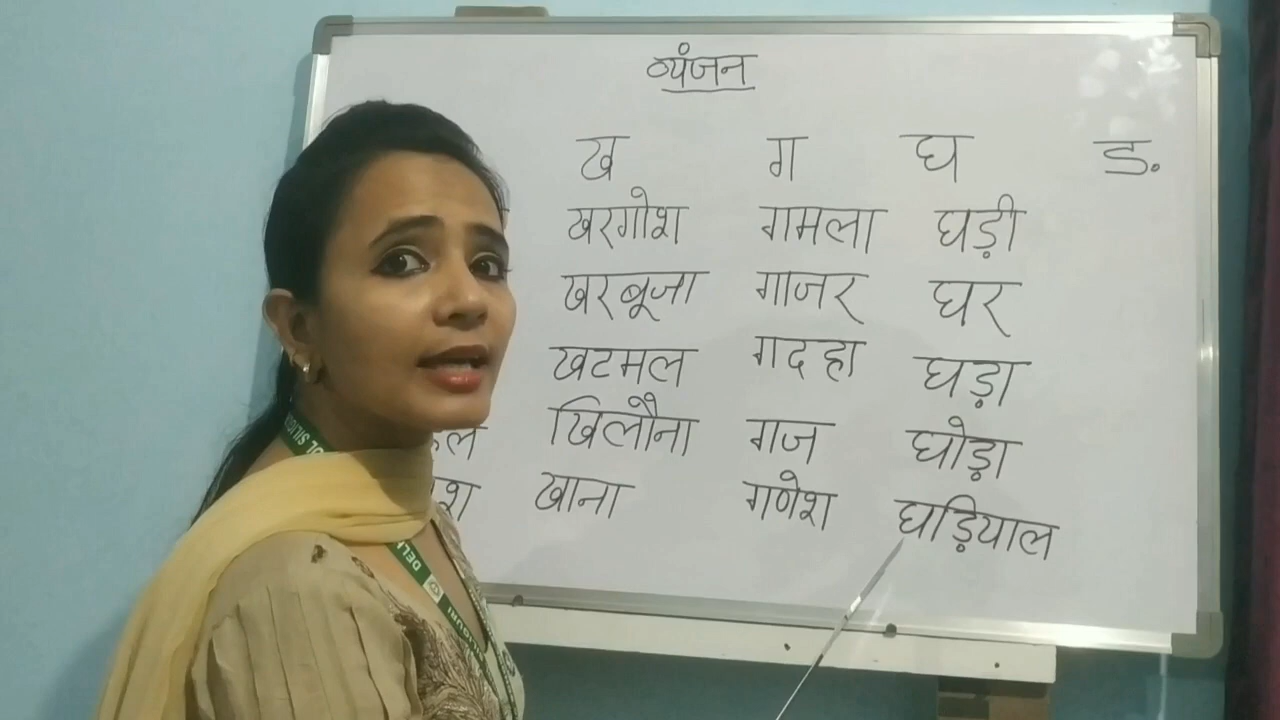 व्यंजन
ख ग घ ड.
खरगोश गमला घड़ी
खरबूजा गाजर घर
खटमल गदहा घड़ा
खिलौना गज घोड़ा
खाना गणेश घड़ियाल